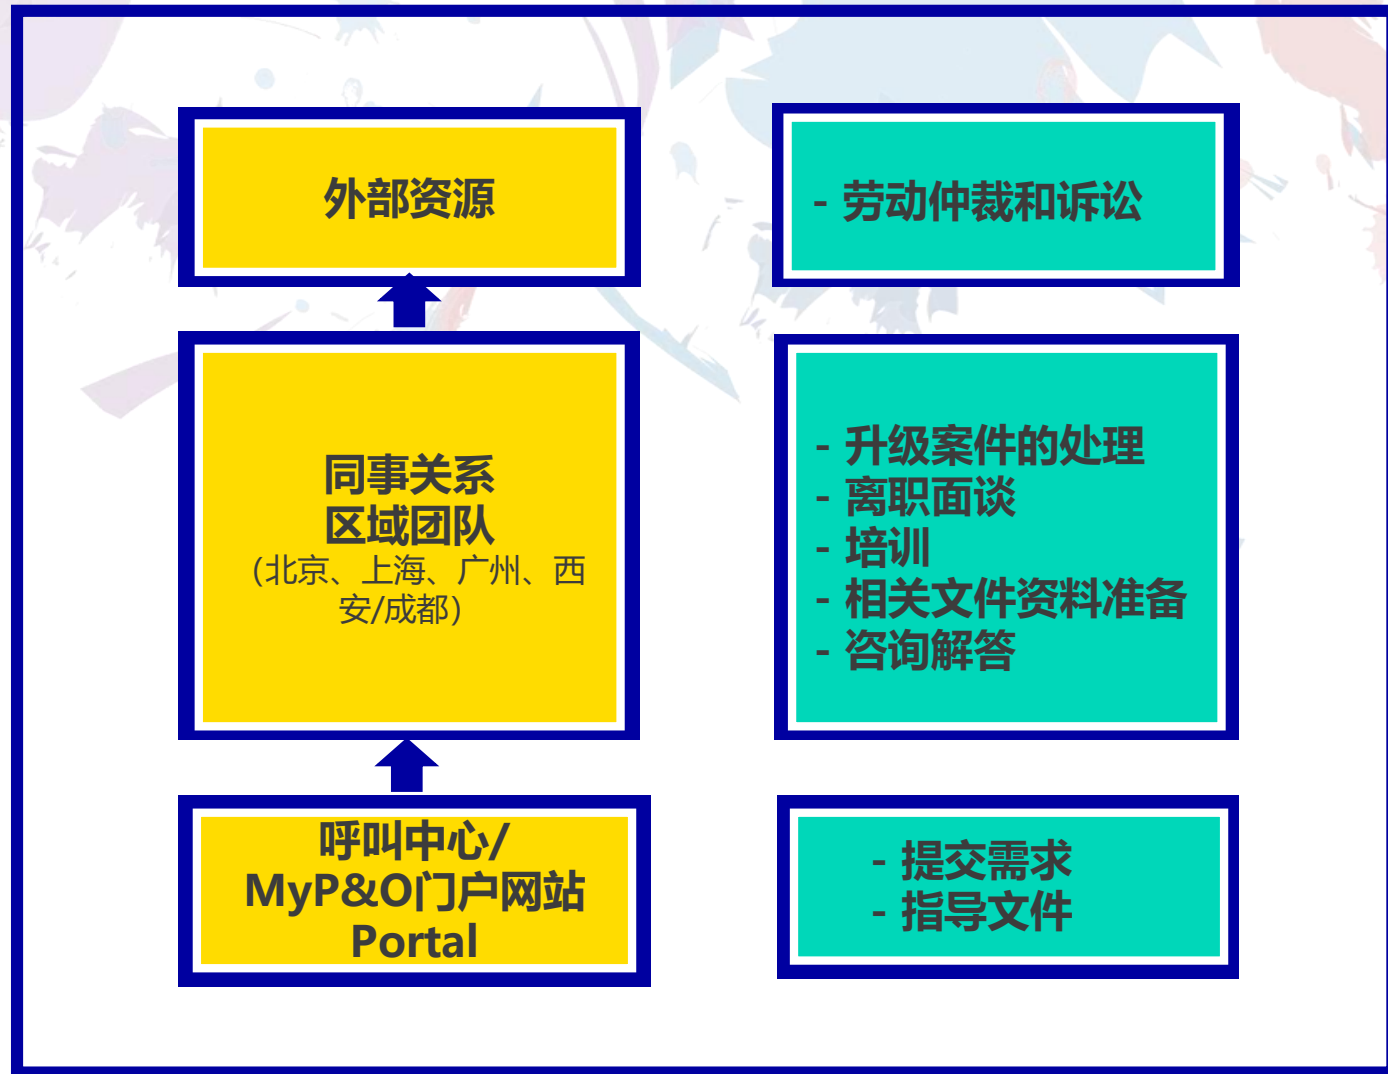 外部资源
- 劳动仲裁和诉讼
同事关系
区域团队
（北京、上海、广州、西
安/成都）
- 升级案件的处理
- 离职面谈
- 培训
- 相关文件资料准备
- 咨询解答
呼叫中心/
MyP&O门户网站
Portal
- 提交需求
- 指导文件